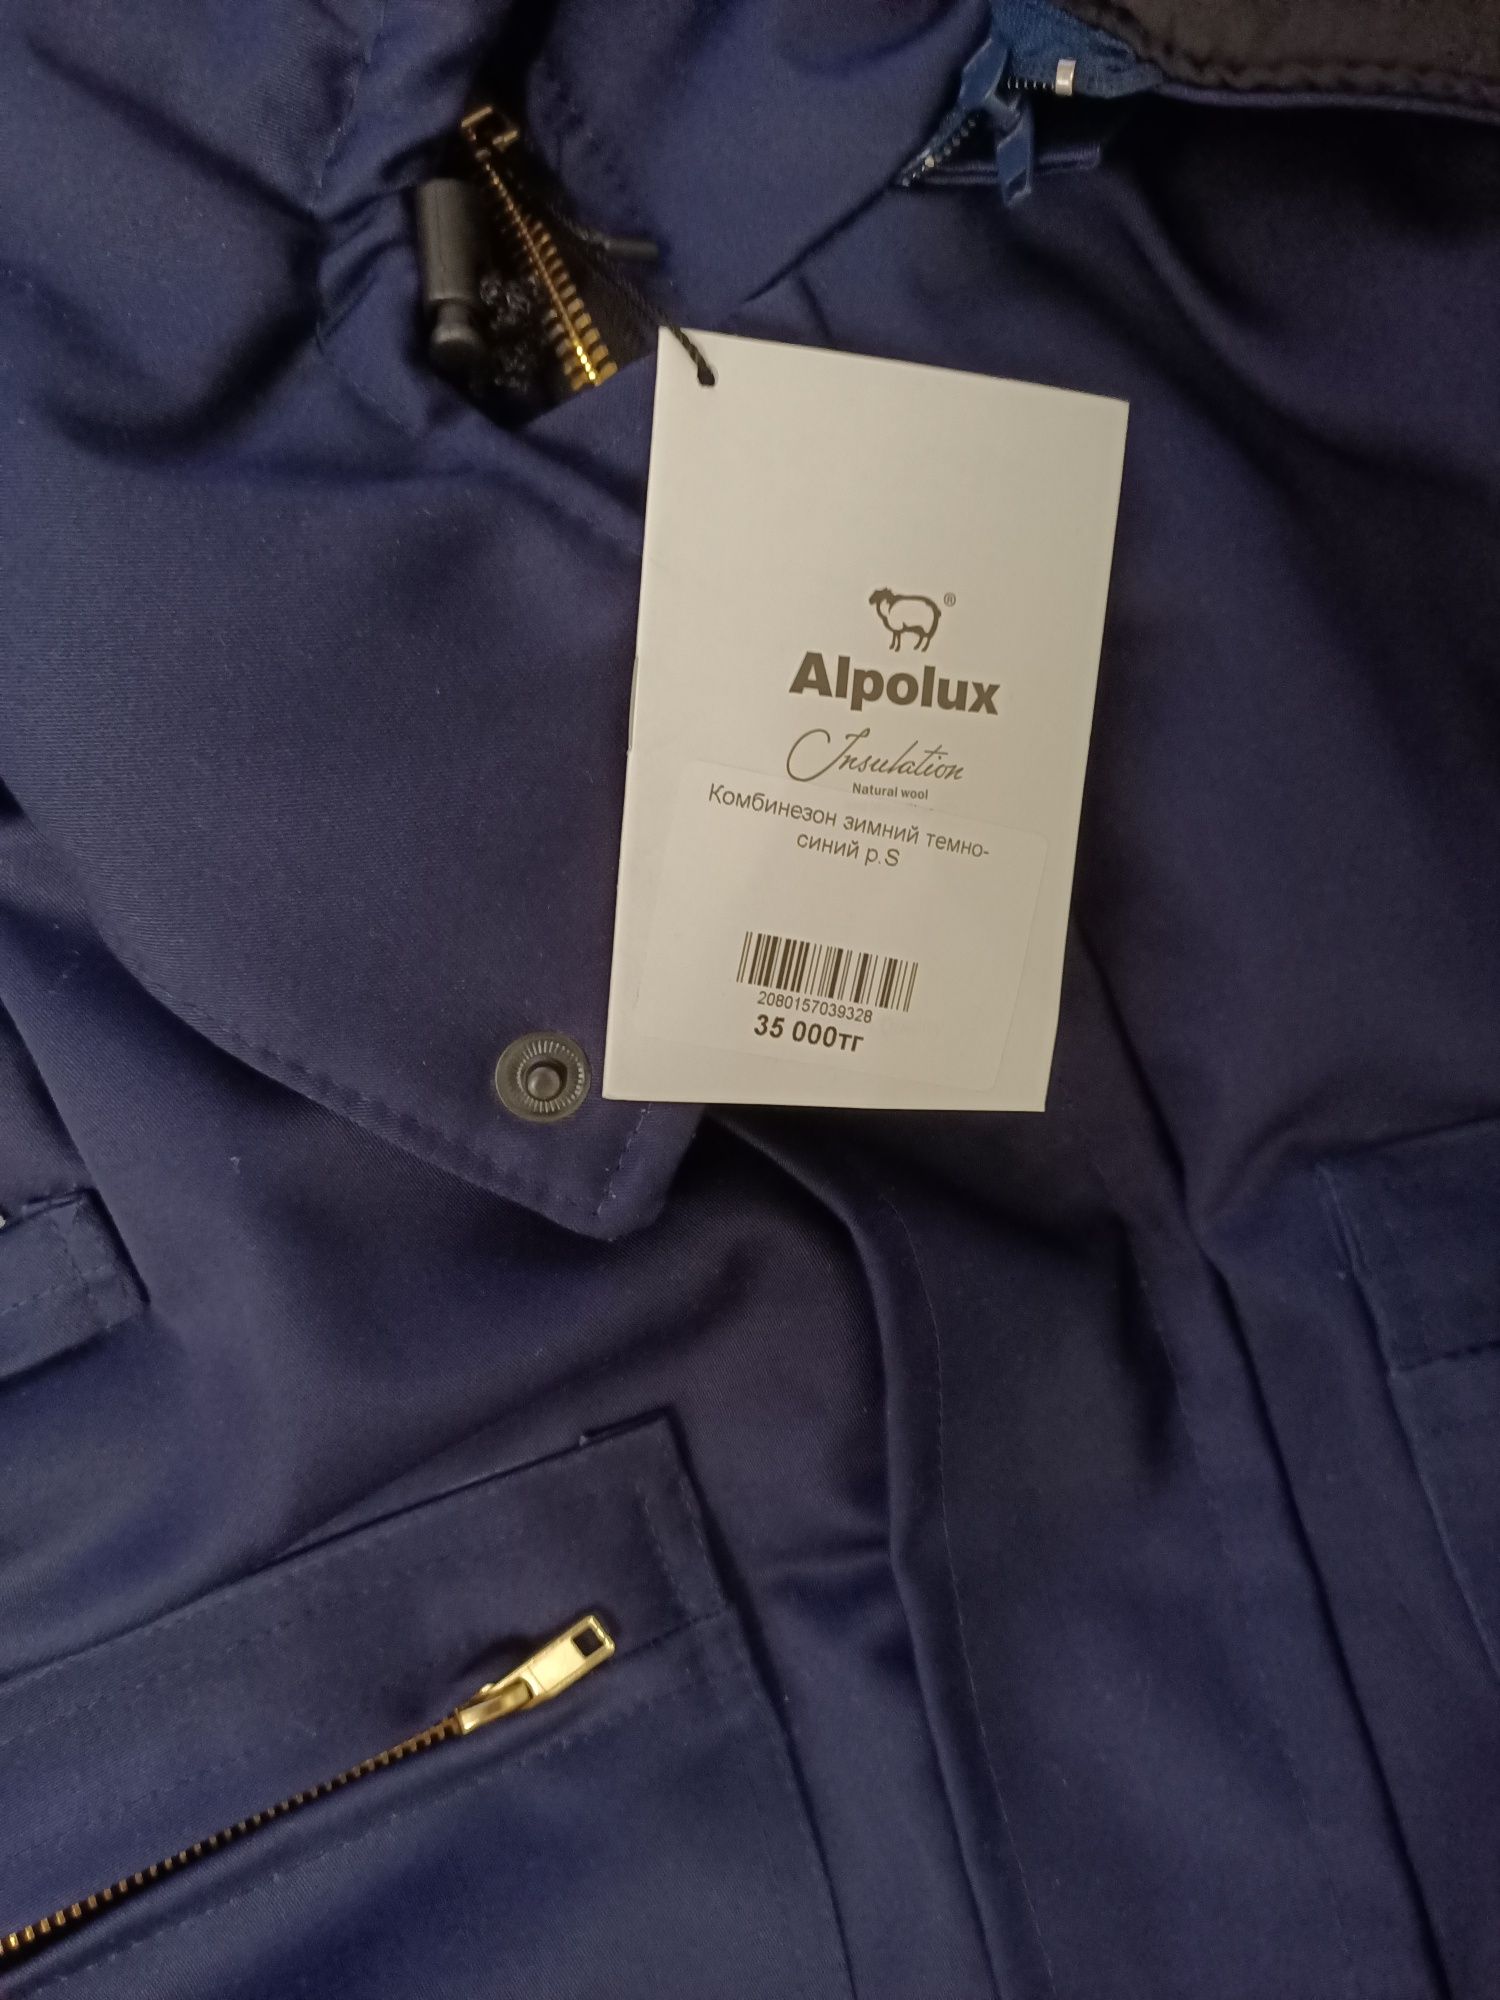 ®
Alpolux
Insulation
Natural wool
Комбинезон зимний темно-
синий р.S
2080157039328
35 000тг